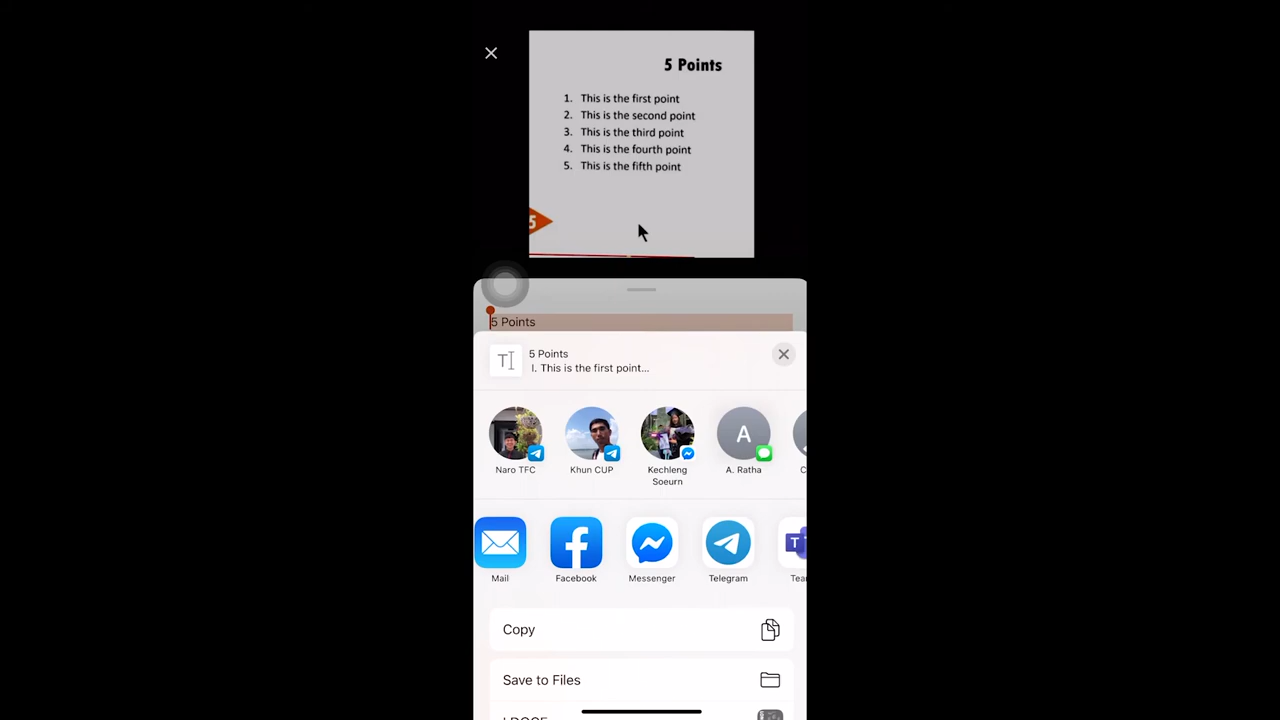 5 Points
1. This is the first point
2. This is the second point
3. This is the third point
4. This is the fourth point
5. This is the fifth point
5
5 Points
5 Points
I. This is the first point...
Naro TFC
Khun CUP
Kechleng
Soeurn
A
A. Ratha
C
Mail
Facebook
Messenger
Telegram
Tea
Copy
Save to Files